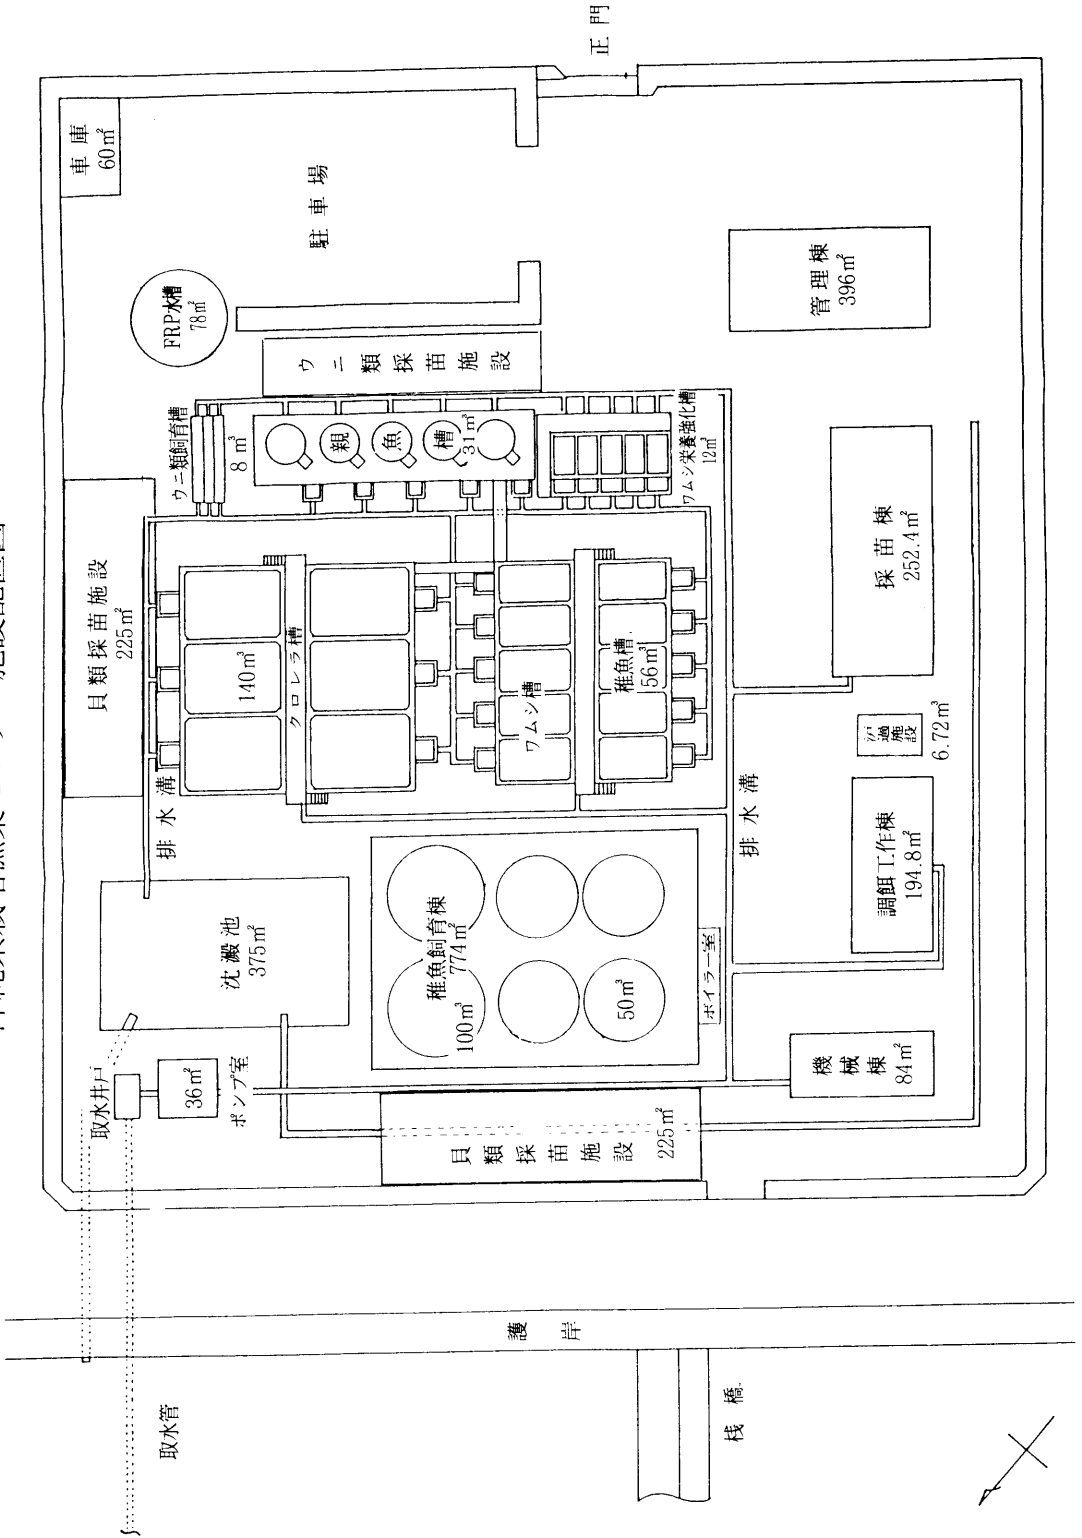 正門
車庫
60㎡
駐車場
FRP水槽
78㎡
管理棟
396㎡
ウニ類採苗施設
ウニ類飼育槽
8㎥
親魚槽
31㎥
ワムシ栄養強化槽
12㎥
貝類採苗施設
225㎡
採苗棟
252.4㎡
140㎥
クロレラ槽
ワムシ槽
稚魚槽
56㎥
排水溝
排水溝
沪過施設
6.72㎥
調餌工作棟
194.8㎡
沈澱池
375㎡
稚魚飼育棟
774㎡
100㎥
50㎥
ボイラー室
取水井戸
36㎡
ポンプ室
機械棟
84㎡
貝類採苗施設
225㎡
護岸
取水管
桟橋